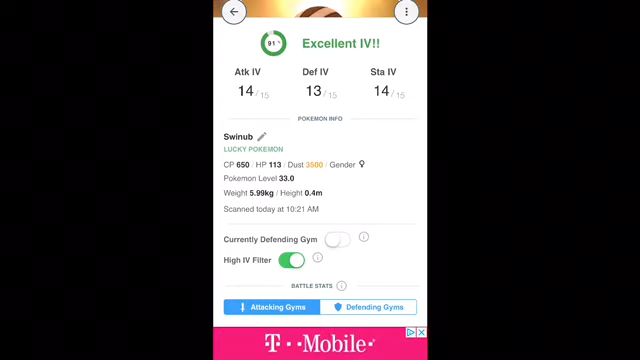 91 %
Excellent IV!!
Atk IV Def IV Sta IV
14/15 13/15 14/15
POKEMON INFO
Swinub
LUCKY POKEMON
CP 650 / HP 113 / Dust 3500 / Gender ♀
Pokemon Level 33.0
Weight 5.99kg / Height 0.4m
Scanned today at 10:21 AM
Currently Defending Gym
High IV Filter
BATTLE STATS
Attacking Gyms Defending Gyms
T Mobile